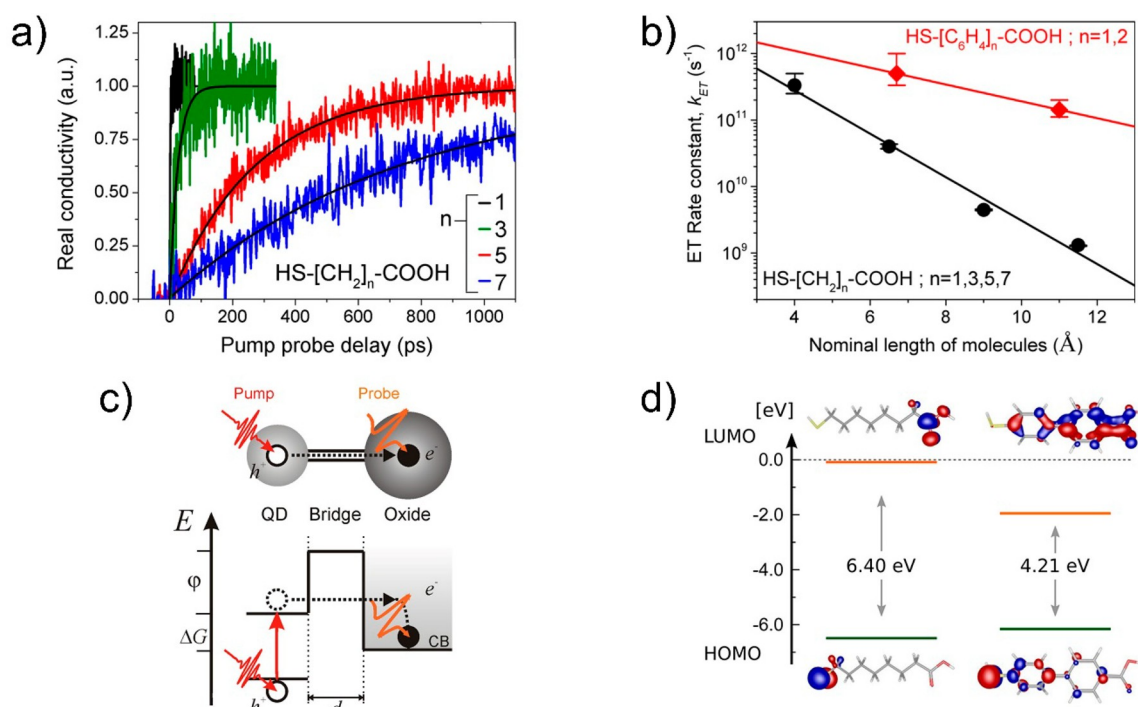 a)
Real conductivity (a.u.)
1.25
1.00
0.75
0.50
0.25
0.00
n
1
3
5
7
HS-[CH₂]ₙ-COOH
0 200 400 600 800 1000
Pump probe delay (ps)
b)
HS-[C₆H₄]ₙ-COOH ; n=1,2
ET Rate constant, k_ET (s⁻¹)
10¹²
10¹¹
10¹⁰
10⁹
HS-[CH₂]ₙ-COOH ; n=1,3,5,7
4 6 8 10 12
Nominal length of molecules (Å)
c)
Pump Probe
h⁺ e⁻
QD Bridge Oxide
E
φ
e⁻
ΔG
CB
h⁺ d
d)
[eV]
LUMO
0.0
-2.0
-4.0
6.40 eV 4.21 eV
-6.0
HOMO